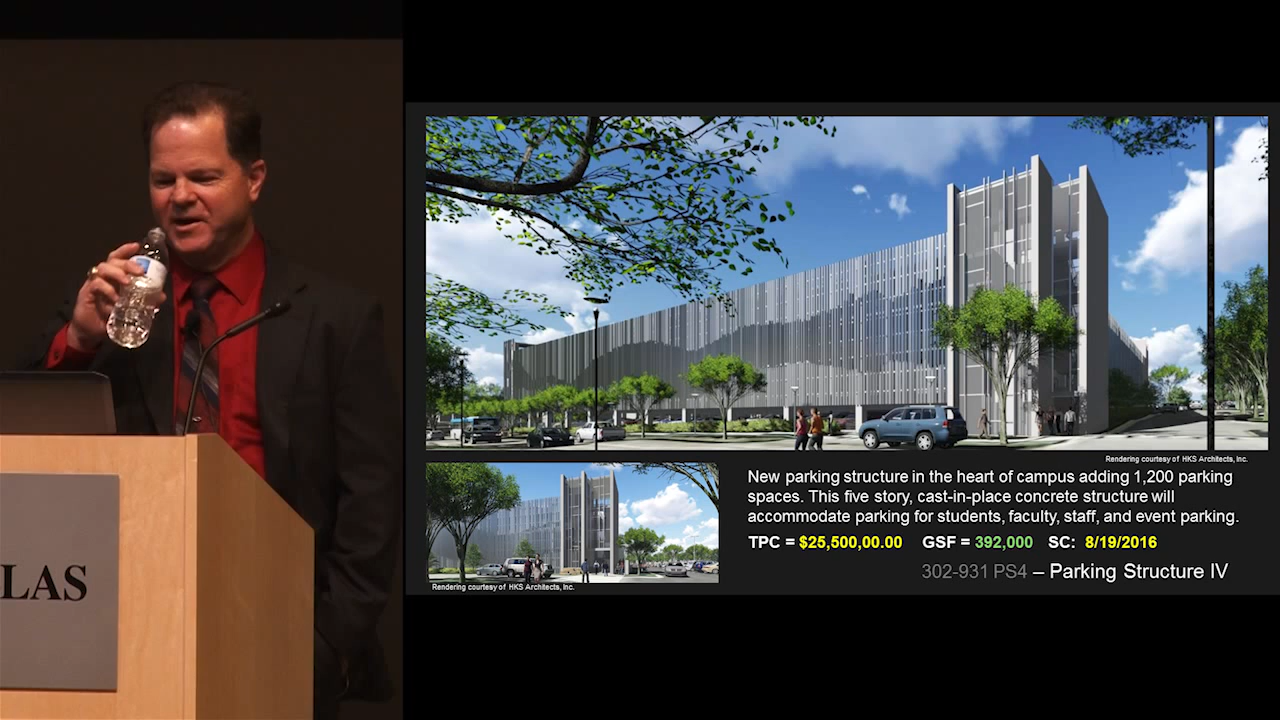 LAS
Rendering courtesy of HKS Architects, Inc.
New parking structure in the heart of campus adding 1,200 parking
spaces. This five story, cast-in-place concrete structure will
accommodate parking for students, faculty, staff, and event parking.
TPC = $25,500,00.00 GSF = 392,000 SC: 8/19/2016
302-931 PS4 – Parking Structure IV
Rendering courtesy of HKS Architects, Inc.